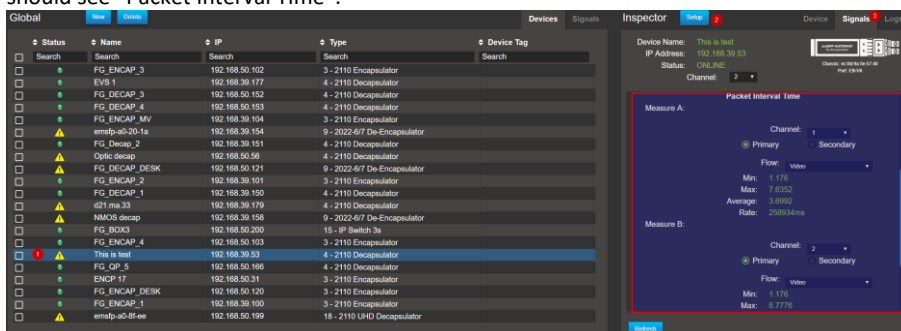 should see "Packet Interval Time".
Global New Delete Devices Signals
Status Name IP Type Device Tag
Search Search Search Search Search
FG_ENCAP_3 192.168.50.102 3 - 2110 Encapsulator
EVS 1 192.168.39.177 4 - 2110 Decapsulator
FG_DECAP_3 192.168.50.152 4 - 2110 Decapsulator
FG_DECAP_4 192.168.50.153 4 - 2110 Decapsulator
FG_ENCAP_MV 192.168.39.104 3 - 2110 Encapsulator
emsfp-a0-20-1a 192.168.39.154 9 - 2022-6/7 De-Encapsulator
FG_Decap_2 192.168.39.151 4 - 2110 Decapsulator
Optic decap 192.168.50.56 4 - 2110 Decapsulator
FG_DECAP_DESK 192.168.50.121 9 - 2022-6/7 De-Encapsulator
FG_ENCAP_2 192.168.39.101 3 - 2110 Encapsulator
FG_DECAP_1 192.168.39.150 4 - 2110 Decapsulator
d21.ma.33 192.168.39.179 4 - 2110 Decapsulator
NMOS decap 192.168.39.158 9 - 2022-6/7 De-Encapsulator
FG_BOX3 192.168.50.200 15 - IP Switch 3s
FG_ENCAP_4 192.168.50.103 3 - 2110 Encapsulator
1 This is test 192.168.39.53 4 - 2110 Decapsulator
FG_QP_5 192.168.50.166 4 - 2110 Decapsulator
ENCP 17 192.168.50.31 3 - 2110 Encapsulator
FG_ENCAP_DESK 192.168.50.120 3 - 2110 Encapsulator
FG_ENCAP_1 192.168.39.100 3 - 2110 Encapsulator
emsfp-a0-8f-ee 192.168.50.199 18 - 2110 UHD Decapsulator
Inspector Setup 2 Device Signals 3 Logs
Device Name: This is test
IP Address: 192.168.39.53
Status: ONLINE
Channel: 2
Packet Interval Time
Measure A:
Channel: 1
Primary Secondary
Flow: Video
Min: 1.176
Max: 7.6352
Average: 3.6992
Rate: 258934ms
Measure B:
Channel: 2
Primary Secondary
Flow: Video
Min: 1.176
Max: 6.7776
Refresh